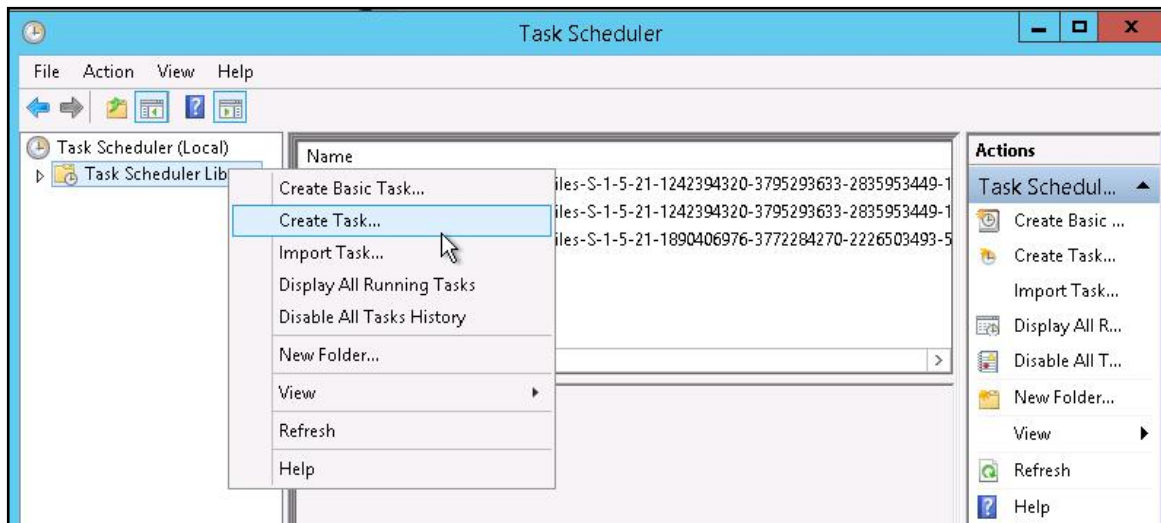 Task Scheduler
File Action View Help
Task Scheduler (Local)
Task Scheduler Lib
Name
iles-S-1-5-21-1242394320-3795293633-2835953449-1
iles-S-1-5-21-1242394320-3795293633-2835953449-1
iles-S-1-5-21-1890406976-3772284270-2226503493-5
Create Basic Task...
Create Task...
Import Task...
Display All Running Tasks
Disable All Tasks History
New Folder...
View
Refresh
Help
Actions
Task Schedul...
Create Basic ...
Create Task...
Import Task...
Display All R...
Disable All T...
New Folder...
View
Refresh
Help